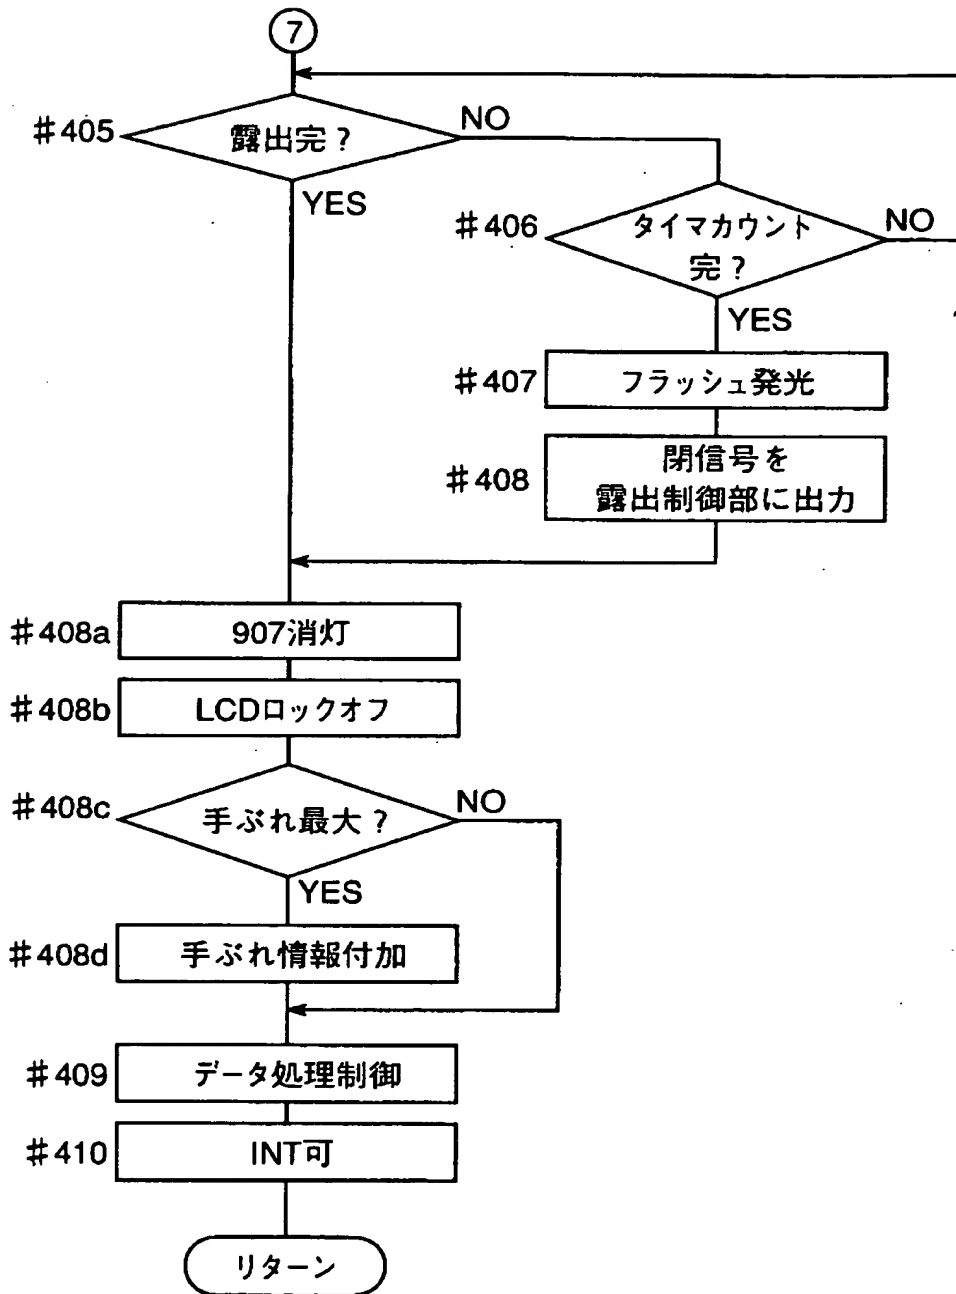 7
#405
露出完?
NO
YES
#406
タイマカウント
完?
NO
YES
#407
フラッシュ発光
#408
閉信号を
露出制御部に出力
#408a
907消灯
#408b
LCDロックオフ
#408c
手ぶれ最大?
NO
YES
#408d
手ぶれ情報付加
#409
データ処理制御
#410
INT可
リターン